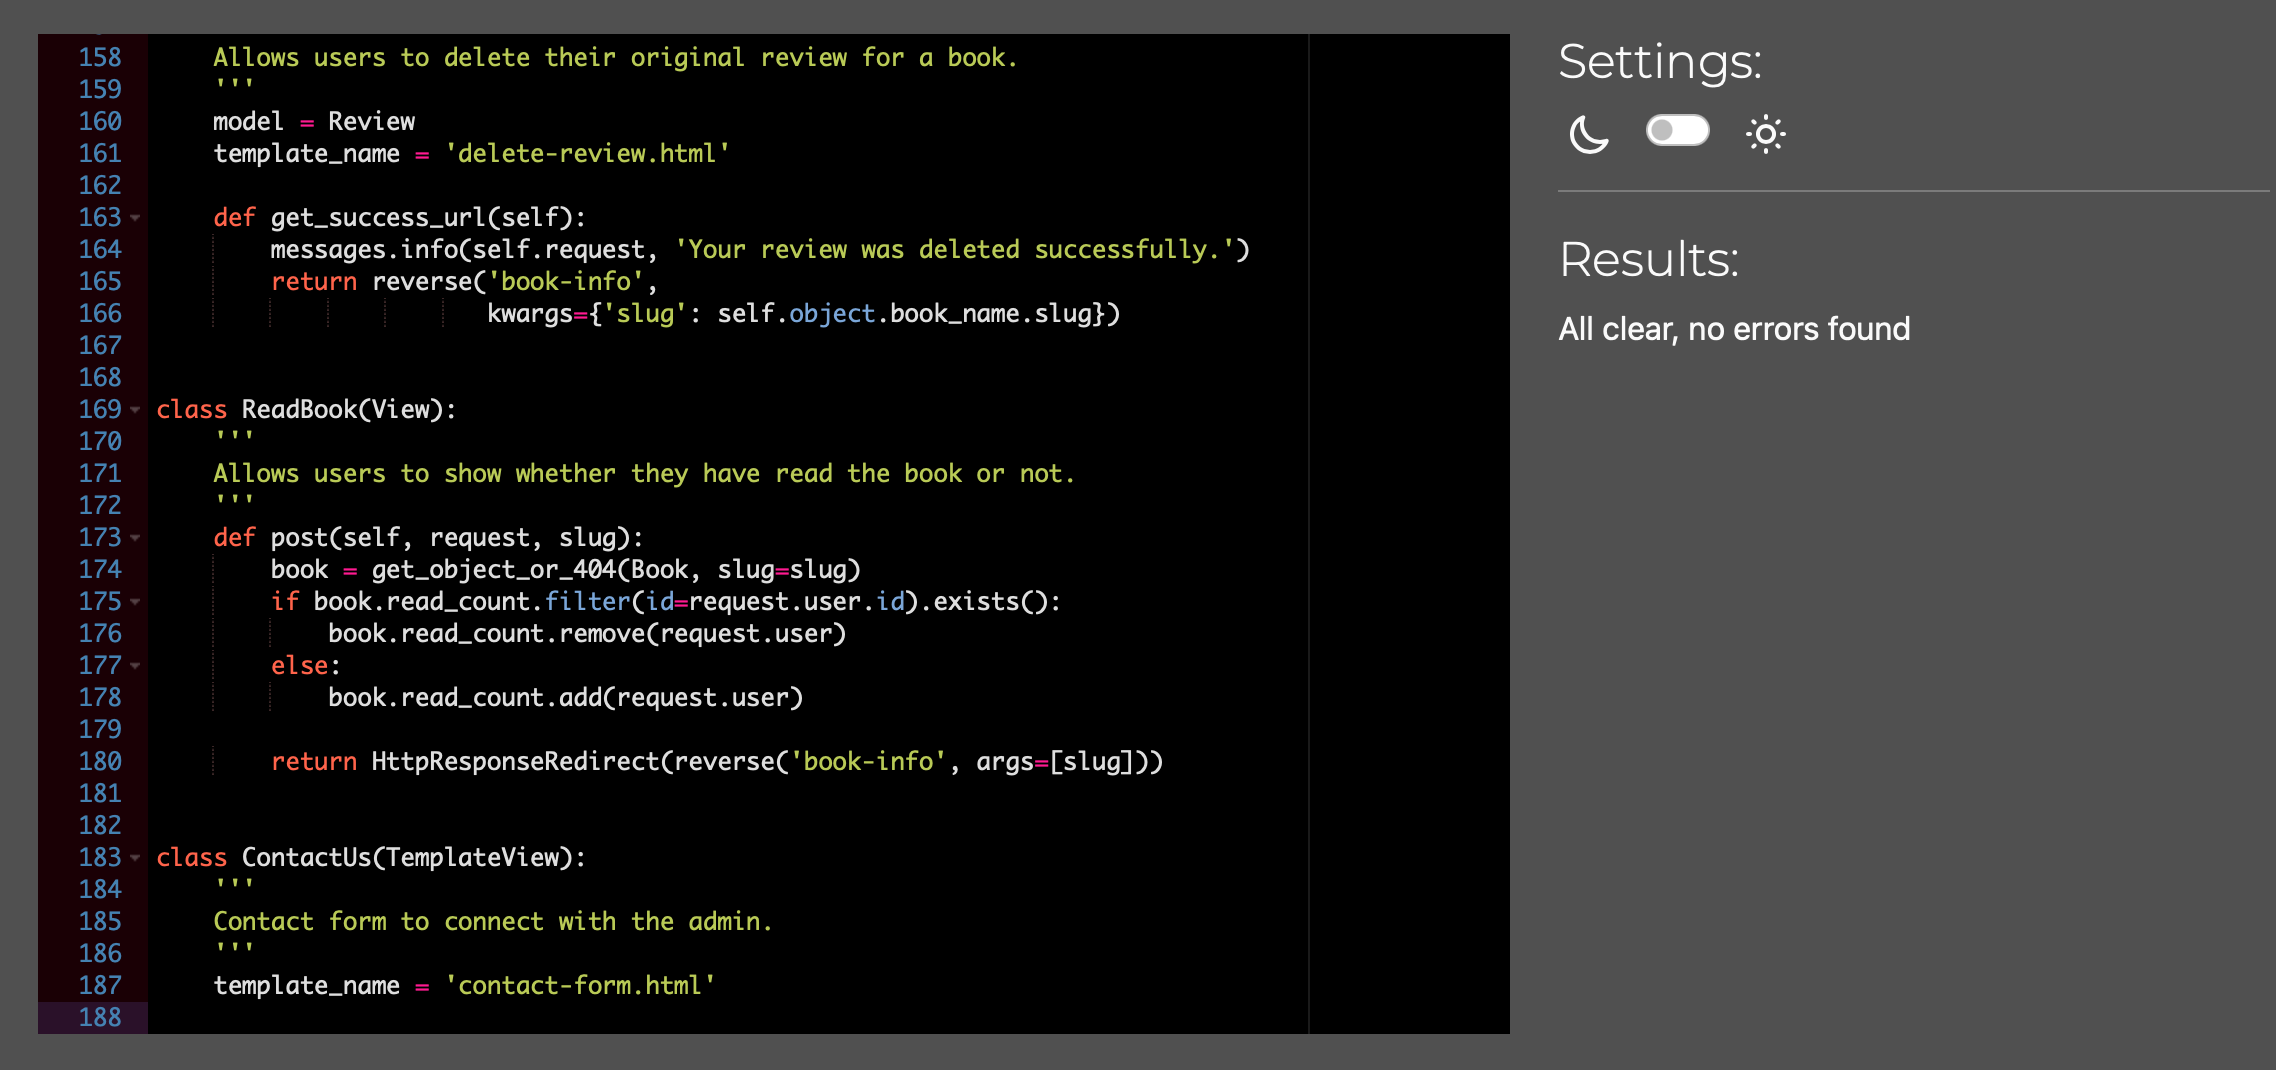 158     Allows users to delete their original review for a book.
159     '''
160     model = Review
161     template_name = 'delete-review.html'
162
163     def get_success_url(self):
164         messages.info(self.request, 'Your review was deleted successfully.')
165         return reverse('book-info',
166                        kwargs={'slug': self.object.book_name.slug})
167
168
169 class ReadBook(View):
170     '''
171     Allows users to show whether they have read the book or not.
172     '''
173     def post(self, request, slug):
174         book = get_object_or_404(Book, slug=slug)
175         if book.read_count.filter(id=request.user.id).exists():
176             book.read_count.remove(request.user)
177         else:
178             book.read_count.add(request.user)
179
180         return HttpResponseRedirect(reverse('book-info', args=[slug]))
181
182
183 class ContactUs(TemplateView):
184     '''
185     Contact form to connect with the admin.
186     '''
187     template_name = 'contact-form.html'
188
Settings:
Results:
All clear, no errors found